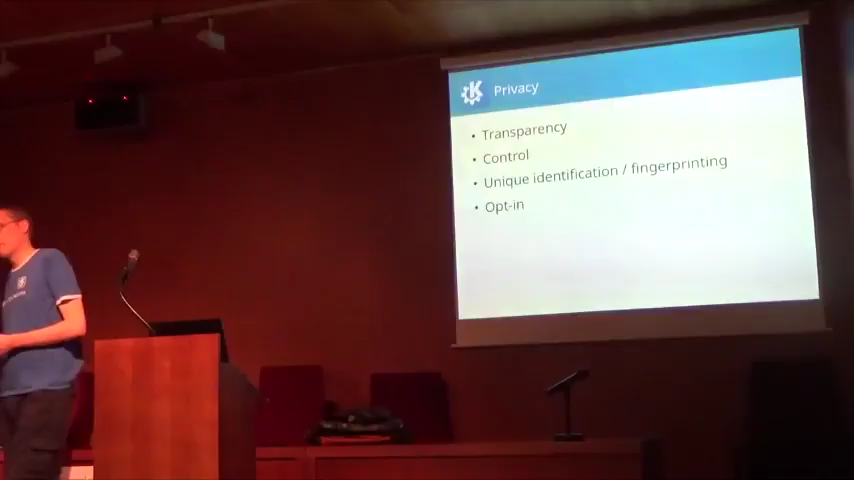 Privacy
• Transparency
• Control
• Unique identification / fingerprinting
• Opt-in